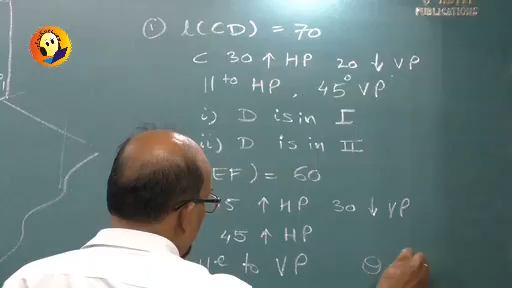 ① l(CD) = 70
PUBLICATIONS
C 30 ↑ HP 20 ↓ VP
11 to HP, 45° VP
i) D is in I
ii) D is in II
EF) = 60
5 ↑ HP 30 ↓ VP
45 ↑ HP
to VP θ